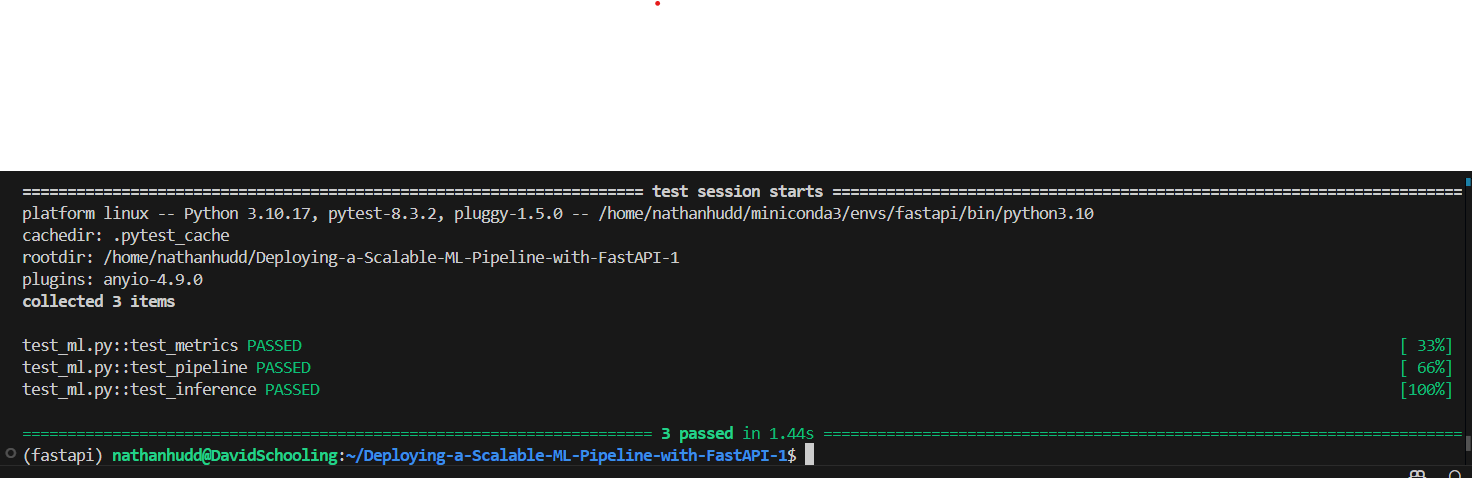 ======================================================================= test session starts ========================================================================
platform linux -- Python 3.10.17, pytest-8.3.2, pluggy-1.5.0 -- /home/nathanhudd/miniconda3/envs/fastapi/bin/python3.10
cachedir: .pytest_cache
rootdir: /home/nathanhudd/Deploying-a-Scalable-ML-Pipeline-with-FastAPI-1
plugins: anyio-4.9.0
collected 3 items
test_ml.py::test_metrics PASSED [ 33%]
test_ml.py::test_pipeline PASSED [ 66%]
test_ml.py::test_inference PASSED [100%]
======================================================================== 3 passed in 1.44s =========================================================================
(fastapi) nathanhudd@DavidSchooling:~/Deploying-a-Scalable-ML-Pipeline-with-FastAPI-1$